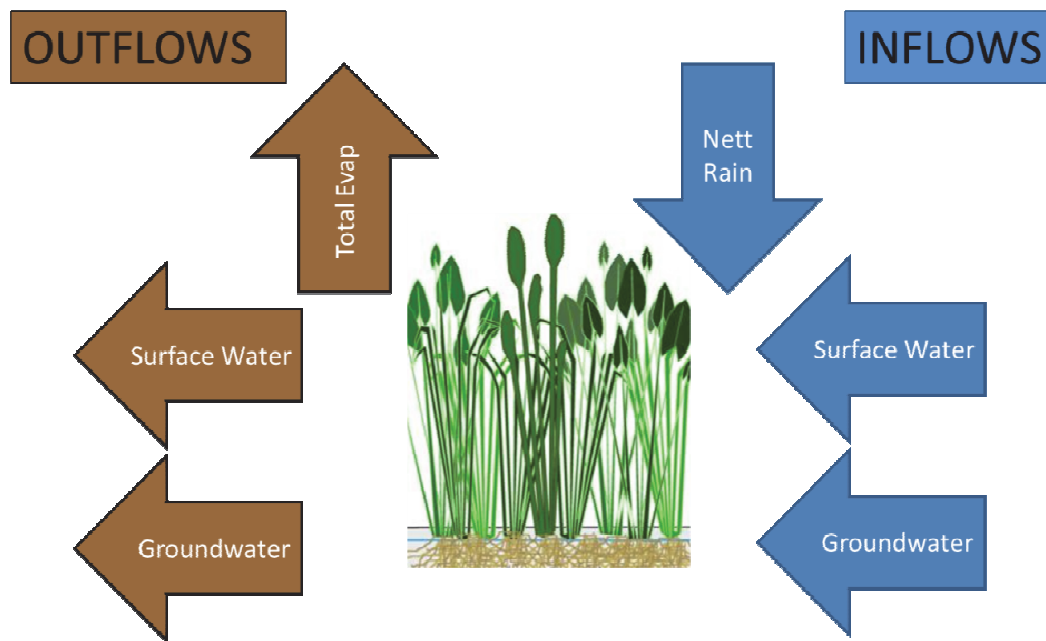 OUTFLOWS
INFLOWS
Total Evap
Nett
Rain
Surface Water
Surface Water
Groundwater
Groundwater